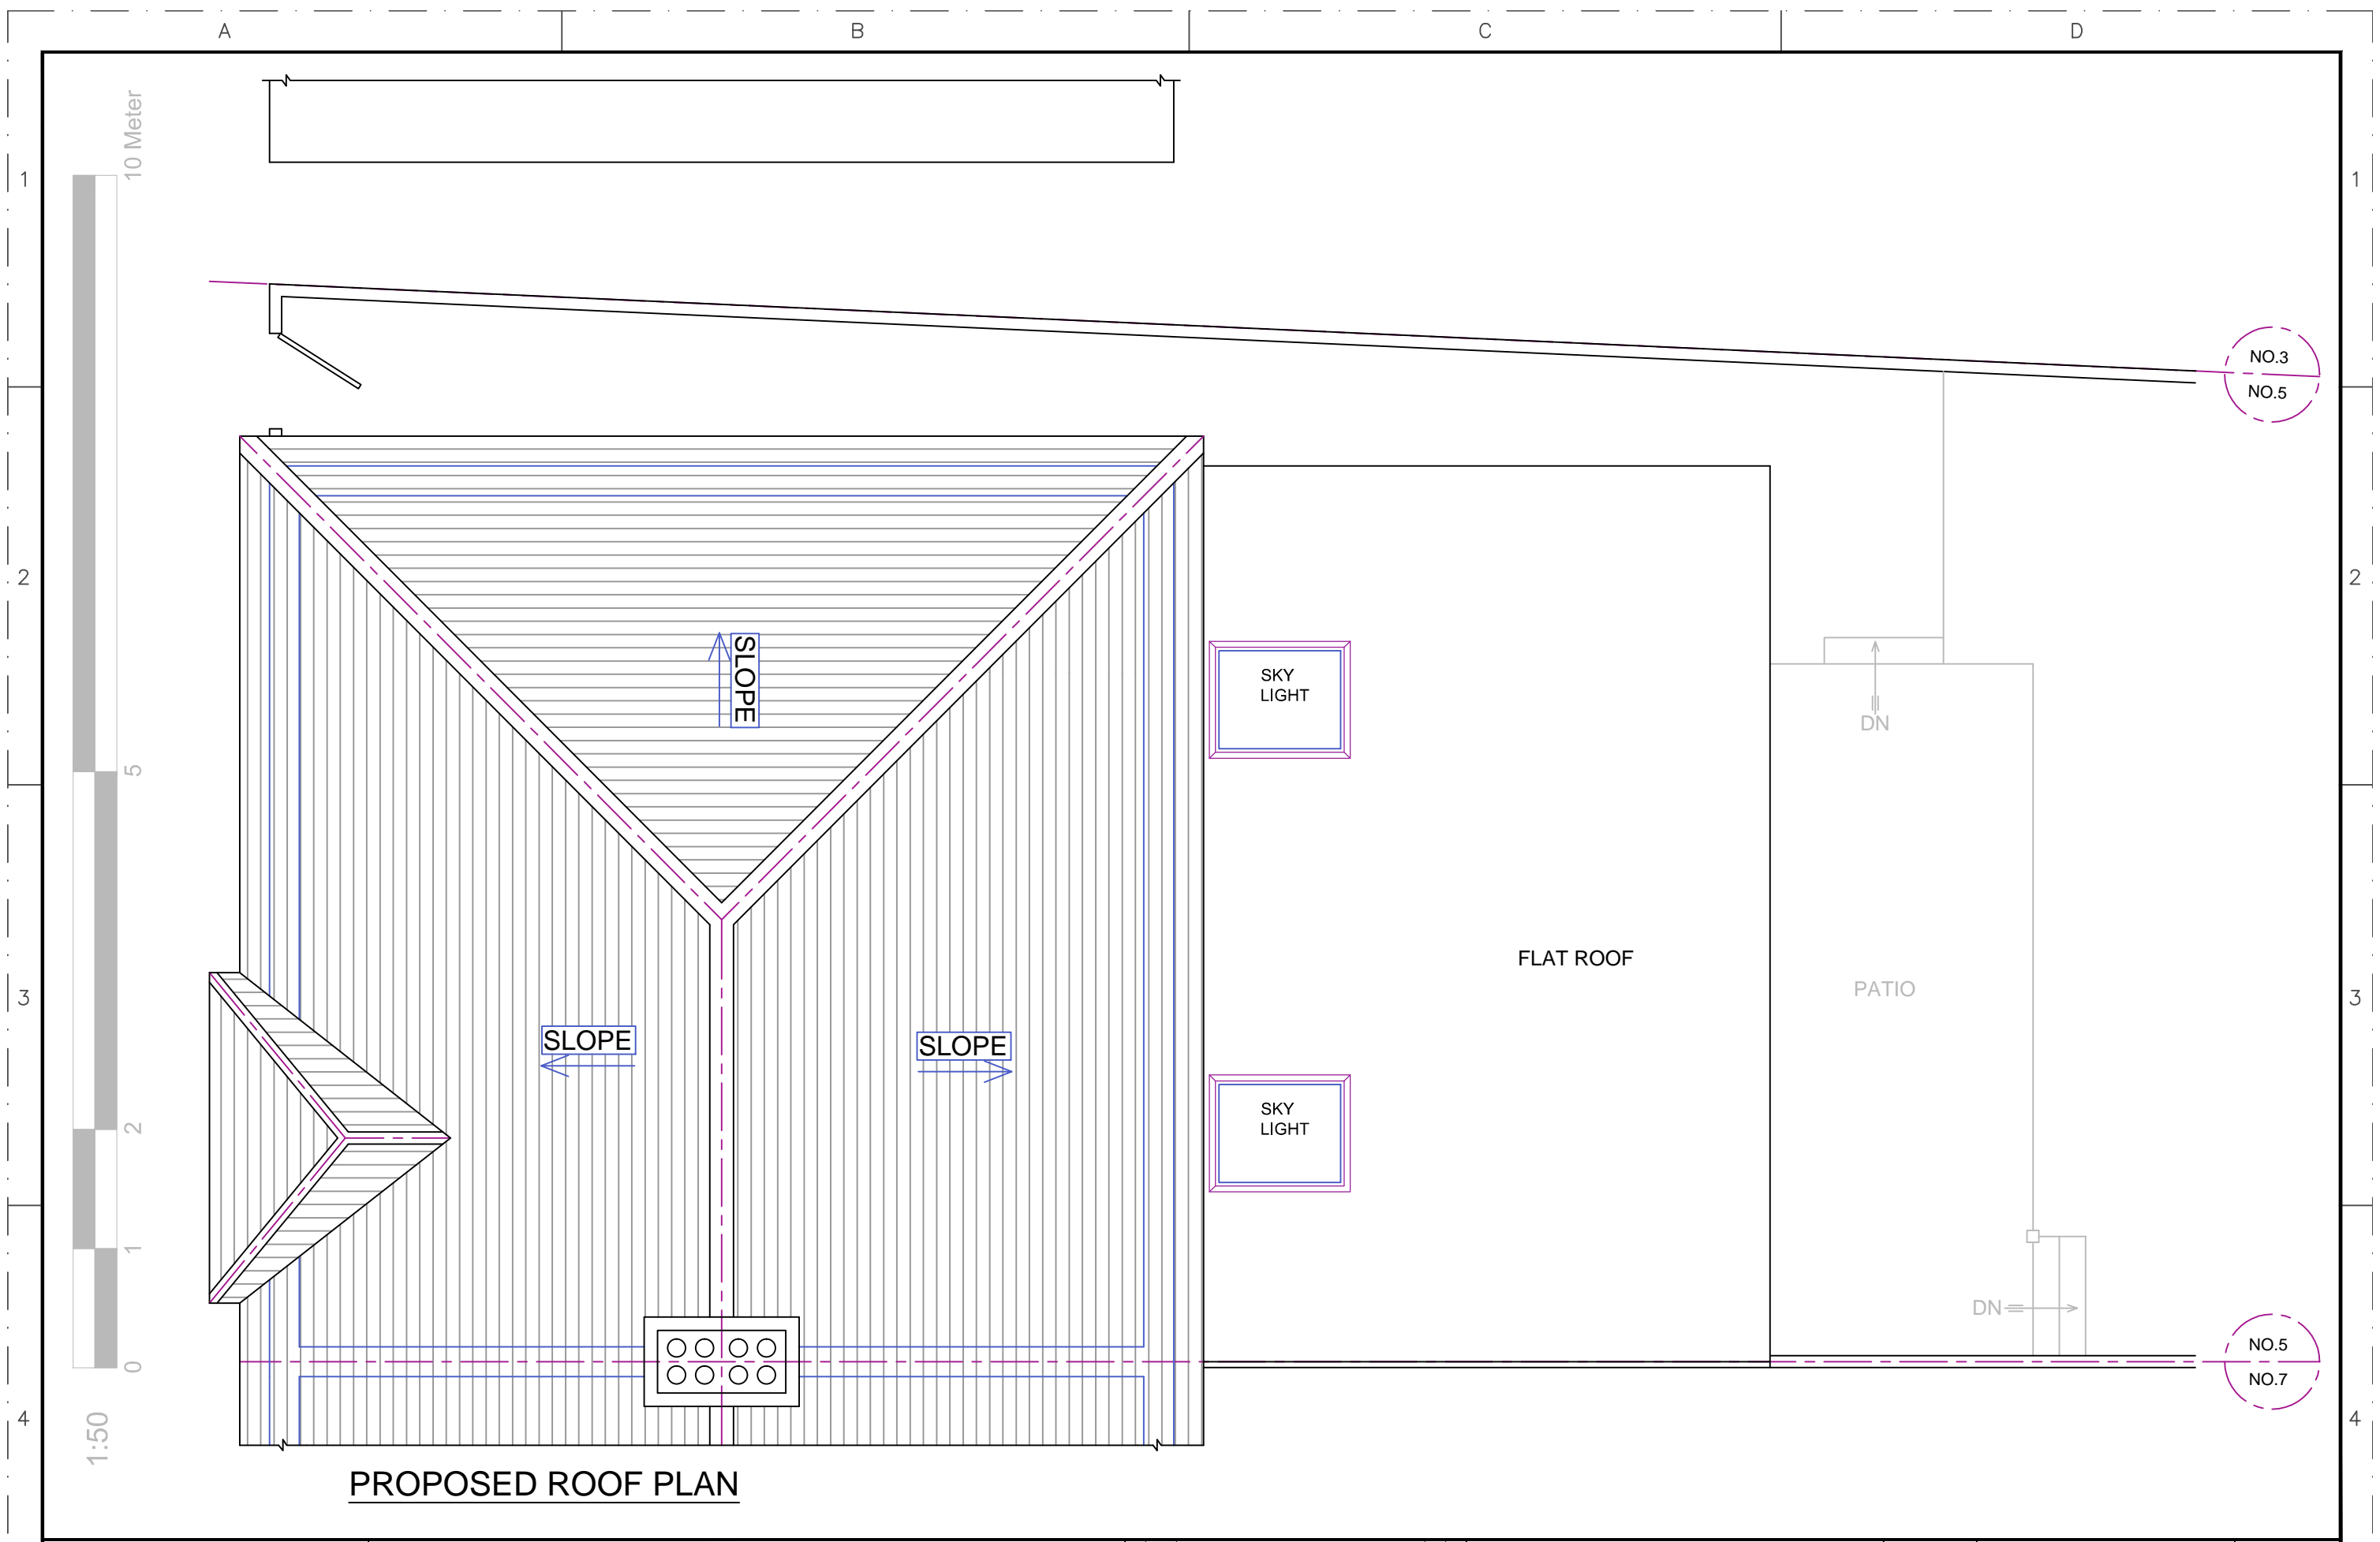 A
B
C
D
10 Meter
1
1
NO.3
NO.5
2
2
SLOPE
SKY
LIGHT
DN
5
FLAT ROOF
PATIO
3
3
SLOPE
SLOPE
SKY
LIGHT
2
1
DN
0
NO.5
NO.7
4
4
1:50
PROPOSED ROOF PLAN